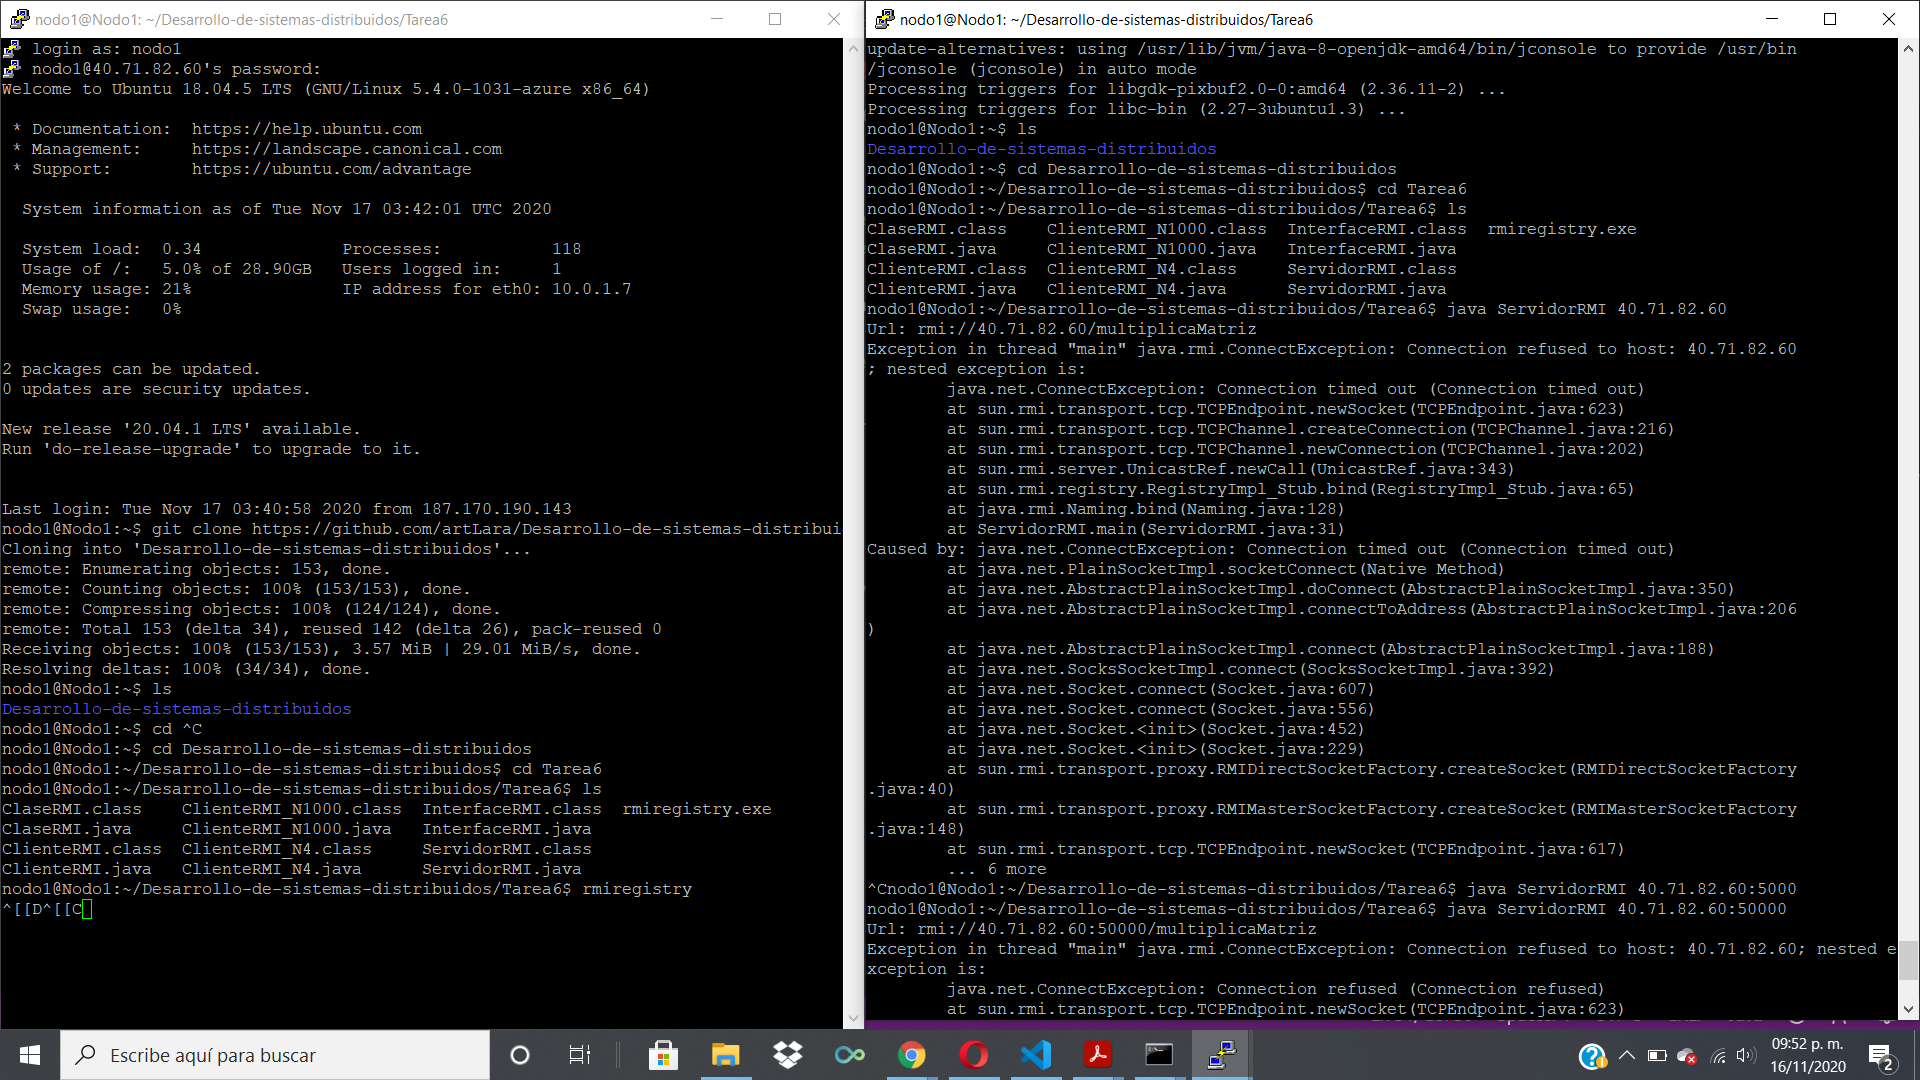 nodo1@Nodo1: ~/Desarrollo-de-sistemas-distribuidos/Tarea6
login as: nodo1
nodo1@40.71.82.60's password:
Welcome to Ubuntu 18.04.5 LTS (GNU/Linux 5.4.0-1031-azure x86_64)
* Documentation:  https://help.ubuntu.com
* Management:     https://landscape.canonical.com
* Support:        https://ubuntu.com/advantage
System information as of Tue Nov 17 03:42:01 UTC 2020
System load:  0.34              Processes:           118
Usage of /:   5.0% of 28.90GB   Users logged in:     1
Memory usage: 21%               IP address for eth0: 10.0.1.7
Swap usage:   0%
2 packages can be updated.
0 updates are security updates.
New release '20.04.1 LTS' available.
Run 'do-release-upgrade' to upgrade to it.
Last login: Tue Nov 17 03:40:58 2020 from 187.170.190.143
nodo1@Nodo1:~$ git clone https://github.com/artLara/Desarrollo-de-sistemas-distribui
Cloning into 'Desarrollo-de-sistemas-distribuidos'...
remote: Enumerating objects: 153, done.
remote: Counting objects: 100% (153/153), done.
remote: Compressing objects: 100% (124/124), done.
remote: Total 153 (delta 34), reused 142 (delta 26), pack-reused 0
Receiving objects: 100% (153/153), 3.57 MiB | 29.01 MiB/s, done.
Resolving deltas: 100% (34/34), done.
nodo1@Nodo1:~$ ls
Desarrollo-de-sistemas-distribuidos
nodo1@Nodo1:~$ cd ^C
nodo1@Nodo1:~$ cd Desarrollo-de-sistemas-distribuidos
nodo1@Nodo1:~/Desarrollo-de-sistemas-distribuidos$ cd Tarea6
nodo1@Nodo1:~/Desarrollo-de-sistemas-distribuidos/Tarea6$ ls
ClaseRMI.class    ClienteRMI_N1000.class  InterfaceRMI.class  rmiregistry.exe
ClaseRMI.java     ClienteRMI_N1000.java   InterfaceRMI.java
ClienteRMI.class  ClienteRMI_N4.class     ServidorRMI.class
ClienteRMI.java   ClienteRMI_N4.java      ServidorRMI.java
nodo1@Nodo1:~/Desarrollo-de-sistemas-distribuidos/Tarea6$ rmiregistry
^[[D^[[C
nodo1@Nodo1: ~/Desarrollo-de-sistemas-distribuidos/Tarea6
update-alternatives: using /usr/lib/jvm/java-8-openjdk-amd64/bin/jconsole to provide /usr/bin
/jconsole (jconsole) in auto mode
Processing triggers for libgdk-pixbuf2.0-0:amd64 (2.36.11-2) ...
Processing triggers for libc-bin (2.27-3ubuntu1.3) ...
nodo1@Nodo1:~$ ls
Desarrollo-de-sistemas-distribuidos
nodo1@Nodo1:~$ cd Desarrollo-de-sistemas-distribuidos
nodo1@Nodo1:~/Desarrollo-de-sistemas-distribuidos$ cd Tarea6
nodo1@Nodo1:~/Desarrollo-de-sistemas-distribuidos/Tarea6$ ls
ClaseRMI.class    ClienteRMI_N1000.class  InterfaceRMI.class  rmiregistry.exe
ClaseRMI.java     ClienteRMI_N1000.java   InterfaceRMI.java
ClienteRMI.class  ClienteRMI_N4.class     ServidorRMI.class
ClienteRMI.java   ClienteRMI_N4.java      ServidorRMI.java
nodo1@Nodo1:~/Desarrollo-de-sistemas-distribuidos/Tarea6$ java ServidorRMI 40.71.82.60
Url: rmi://40.71.82.60/multiplicaMatriz
Exception in thread "main" java.rmi.ConnectException: Connection refused to host: 40.71.82.60
; nested exception is:
java.net.ConnectException: Connection timed out (Connection timed out)
at sun.rmi.transport.tcp.TCPEndpoint.newSocket(TCPEndpoint.java:623)
at sun.rmi.transport.tcp.TCPChannel.createConnection(TCPChannel.java:216)
at sun.rmi.transport.tcp.TCPChannel.newConnection(TCPChannel.java:202)
at sun.rmi.server.UnicastRef.newCall(UnicastRef.java:343)
at sun.rmi.registry.RegistryImpl_Stub.bind(RegistryImpl_Stub.java:65)
at java.rmi.Naming.bind(Naming.java:128)
at ServidorRMI.main(ServidorRMI.java:31)
Caused by: java.net.ConnectException: Connection timed out (Connection timed out)
at java.net.PlainSocketImpl.socketConnect(Native Method)
at java.net.AbstractPlainSocketImpl.doConnect(AbstractPlainSocketImpl.java:350)
at java.net.AbstractPlainSocketImpl.connectToAddress(AbstractPlainSocketImpl.java:206
)
at java.net.AbstractPlainSocketImpl.connect(AbstractPlainSocketImpl.java:188)
at java.net.SocksSocketImpl.connect(SocksSocketImpl.java:392)
at java.net.Socket.connect(Socket.java:607)
at java.net.Socket.connect(Socket.java:556)
at java.net.Socket.<init>(Socket.java:452)
at java.net.Socket.<init>(Socket.java:229)
at sun.rmi.transport.proxy.RMIDirectSocketFactory.createSocket(RMIDirectSocketFactory
.java:40)
at sun.rmi.transport.proxy.RMIMasterSocketFactory.createSocket(RMIMasterSocketFactory
.java:148)
at sun.rmi.transport.tcp.TCPEndpoint.newSocket(TCPEndpoint.java:617)
... 6 more
^Cnodo1@Nodo1:~/Desarrollo-de-sistemas-distribuidos/Tarea6$ java ServidorRMI 40.71.82.60:5000
nodo1@Nodo1:~/Desarrollo-de-sistemas-distribuidos/Tarea6$ java ServidorRMI 40.71.82.60:50000
Url: rmi://40.71.82.60:50000/multiplicaMatriz
Exception in thread "main" java.rmi.ConnectException: Connection refused to host: 40.71.82.60; nested e
xception is:
java.net.ConnectException: Connection refused (Connection refused)
at sun.rmi.transport.tcp.TCPEndpoint.newSocket(TCPEndpoint.java:623)
Escribe aquí para buscar
09:52 p. m.
16/11/2020
2